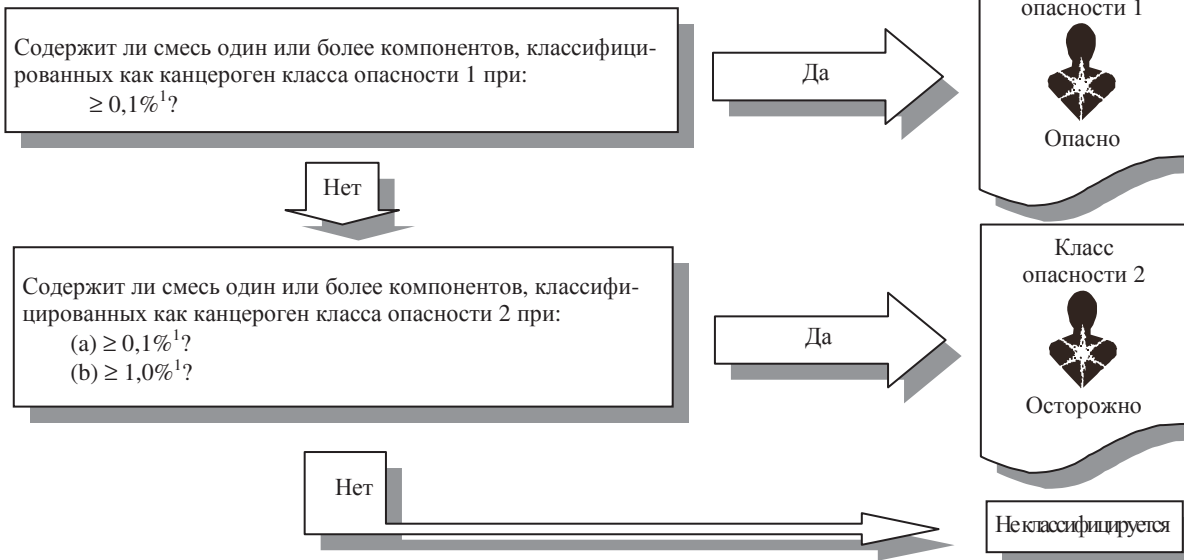 опасности 1
Содержит ли смесь один или более компонентов, классифици-
рованных как канцероген класса опасности 1 при:
≥ 0,1%¹?
Да
Опасно
Нет
Класс
опасности 2
Содержит ли смесь один или более компонентов, классифи-
цированных как канцероген класса опасности 2 при:
(a) ≥ 0,1%¹?
(b) ≥ 1,0%¹?
Да
Осторожно
Нет
Не классифицируется